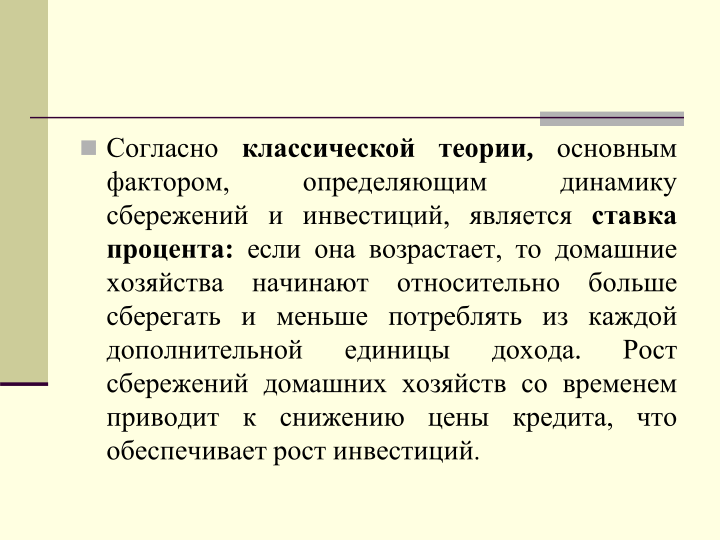 Согласно классической теории, основным
фактором, определяющим динамику
сбережений и инвестиций, является ставка
процента: если она возрастает, то домашние
хозяйства начинают относительно больше
сберегать и меньше потреблять из каждой
дополнительной единицы дохода. Рост
сбережений домашних хозяйств со временем
приводит к снижению цены кредита, что
обеспечивает рост инвестиций.